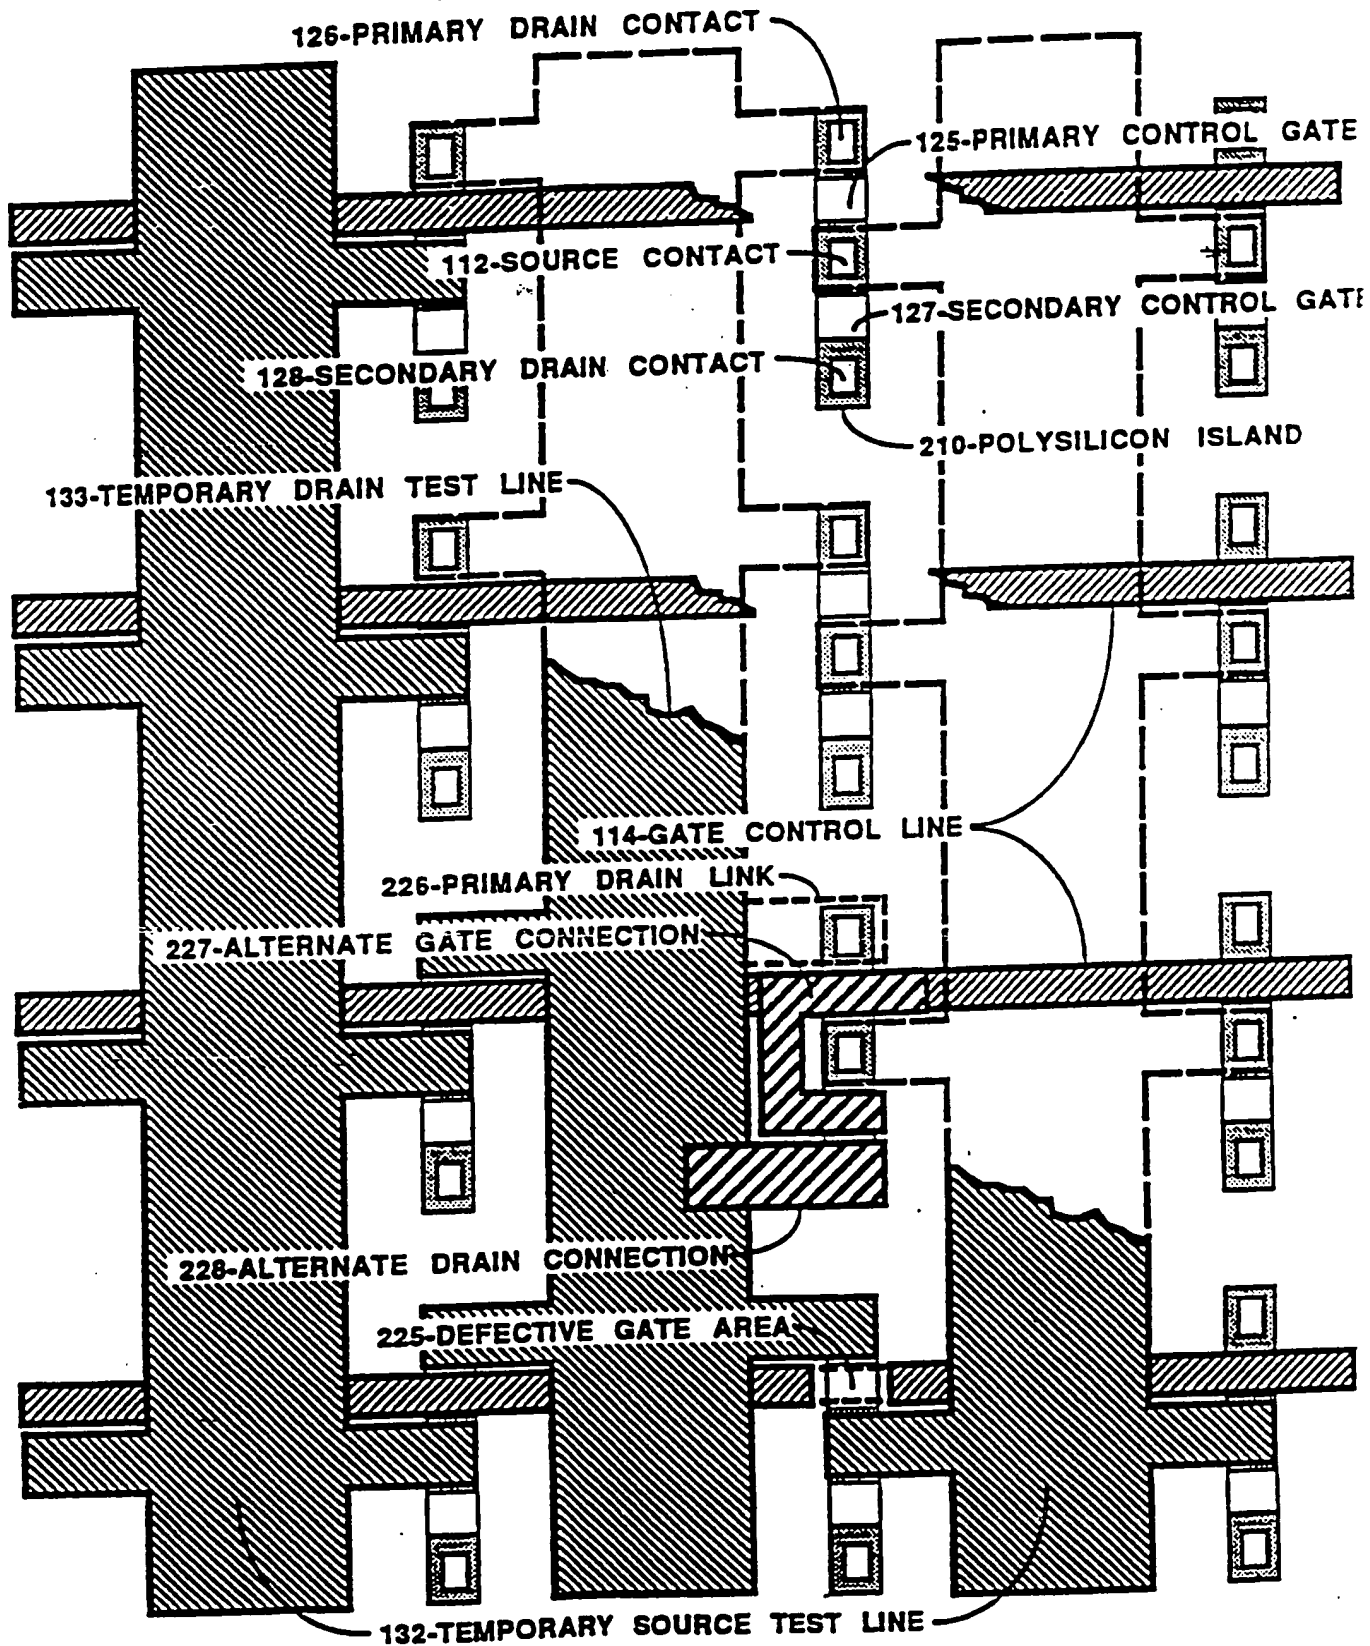 126-PRIMARY DRAIN CONTACT
125-PRIMARY CONTROL GATE
112-SOURCE CONTACT
127-SECONDARY CONTROL GATE
128-SECONDARY DRAIN CONTACT
210-POLYSILICON ISLAND
133-TEMPORARY DRAIN TEST LINE
114-GATE CONTROL LINE
226-PRIMARY DRAIN LINK
227-ALTERNATE GATE CONNECTION
228-ALTERNATE DRAIN CONNECTION
225-DEFECTIVE GATE AREA
132-TEMPORARY SOURCE TEST LINE